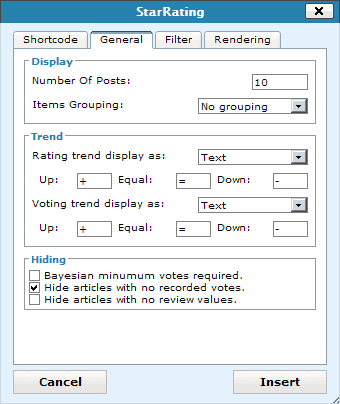 StarRating
Shortcode General Filter Rendering
Display
Number Of Posts: 10
Items Grouping: No grouping
Trend
Rating trend display as: Text
Up: + Equal: = Down: -
Voting trend display as: Text
Up: + Equal: = Down: -
Hiding
Bayesian minumum votes required.
Hide articles with no recorded votes.
Hide articles with no review values.
Cancel Insert